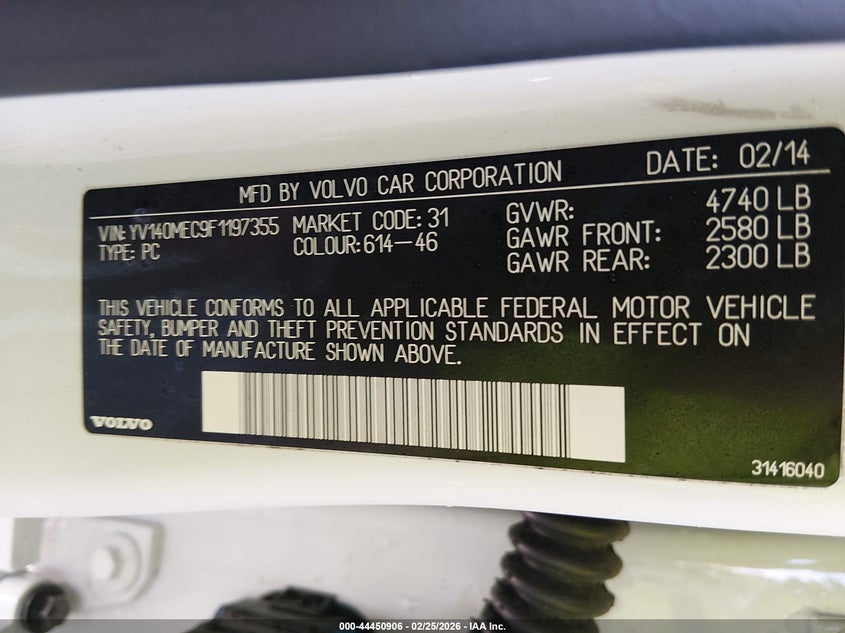 MFD BY VOLVO CAR CORPORATION DATE: 02/14
VIN: YV140MEC9F1197355 MARKET CODE: 31 GVWR: 4740 LB
TYPE: PC COLOUR: 614-46 GAWR FRONT: 2580 LB
GAWR REAR: 2300 LB
THIS VEHICLE CONFORMS TO ALL APPLICABLE FEDERAL MOTOR VEHICLE
SAFETY, BUMPER AND THEFT PREVENTION STANDARDS IN EFFECT ON
THE DATE OF MANUFACTURE SHOWN ABOVE.
VOLVO
31416040
000-44450906 - 02/25/2026 - IAA Inc.